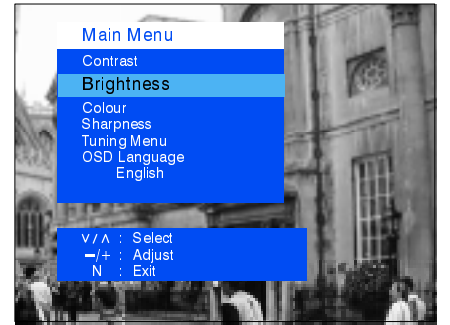 Main Menu
Contrast
Brightness
Colour
Sharpness
Tuning Menu
OSD Language
English
∨/∧ : Select
−/+ : Adjust
N : Exit